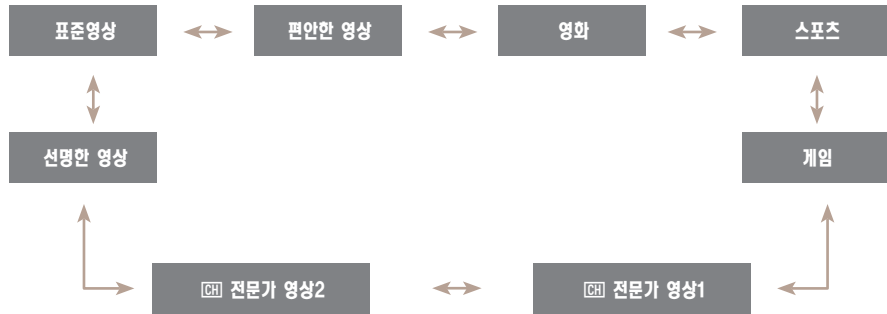 표준영상
편안한 영상
영화
스포츠
선명한 영상
게임
CH 전문가 영상2
CH 전문가 영상1